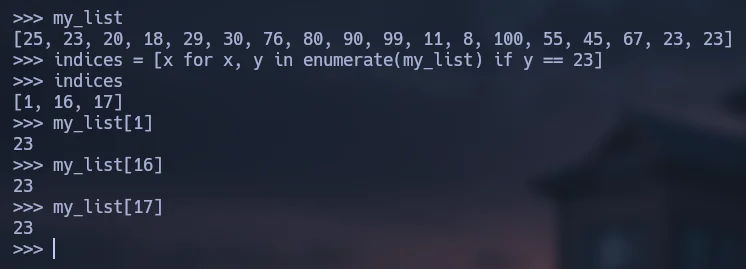 >>> my_list
[25, 23, 20, 18, 29, 30, 76, 80, 90, 99, 11, 8, 100, 55, 45, 67, 23, 23]
>>> indices = [x for x, y in enumerate(my_list) if y == 23]
>>> indices
[1, 16, 17]
>>> my_list[1]
23
>>> my_list[16]
23
>>> my_list[17]
23
>>>